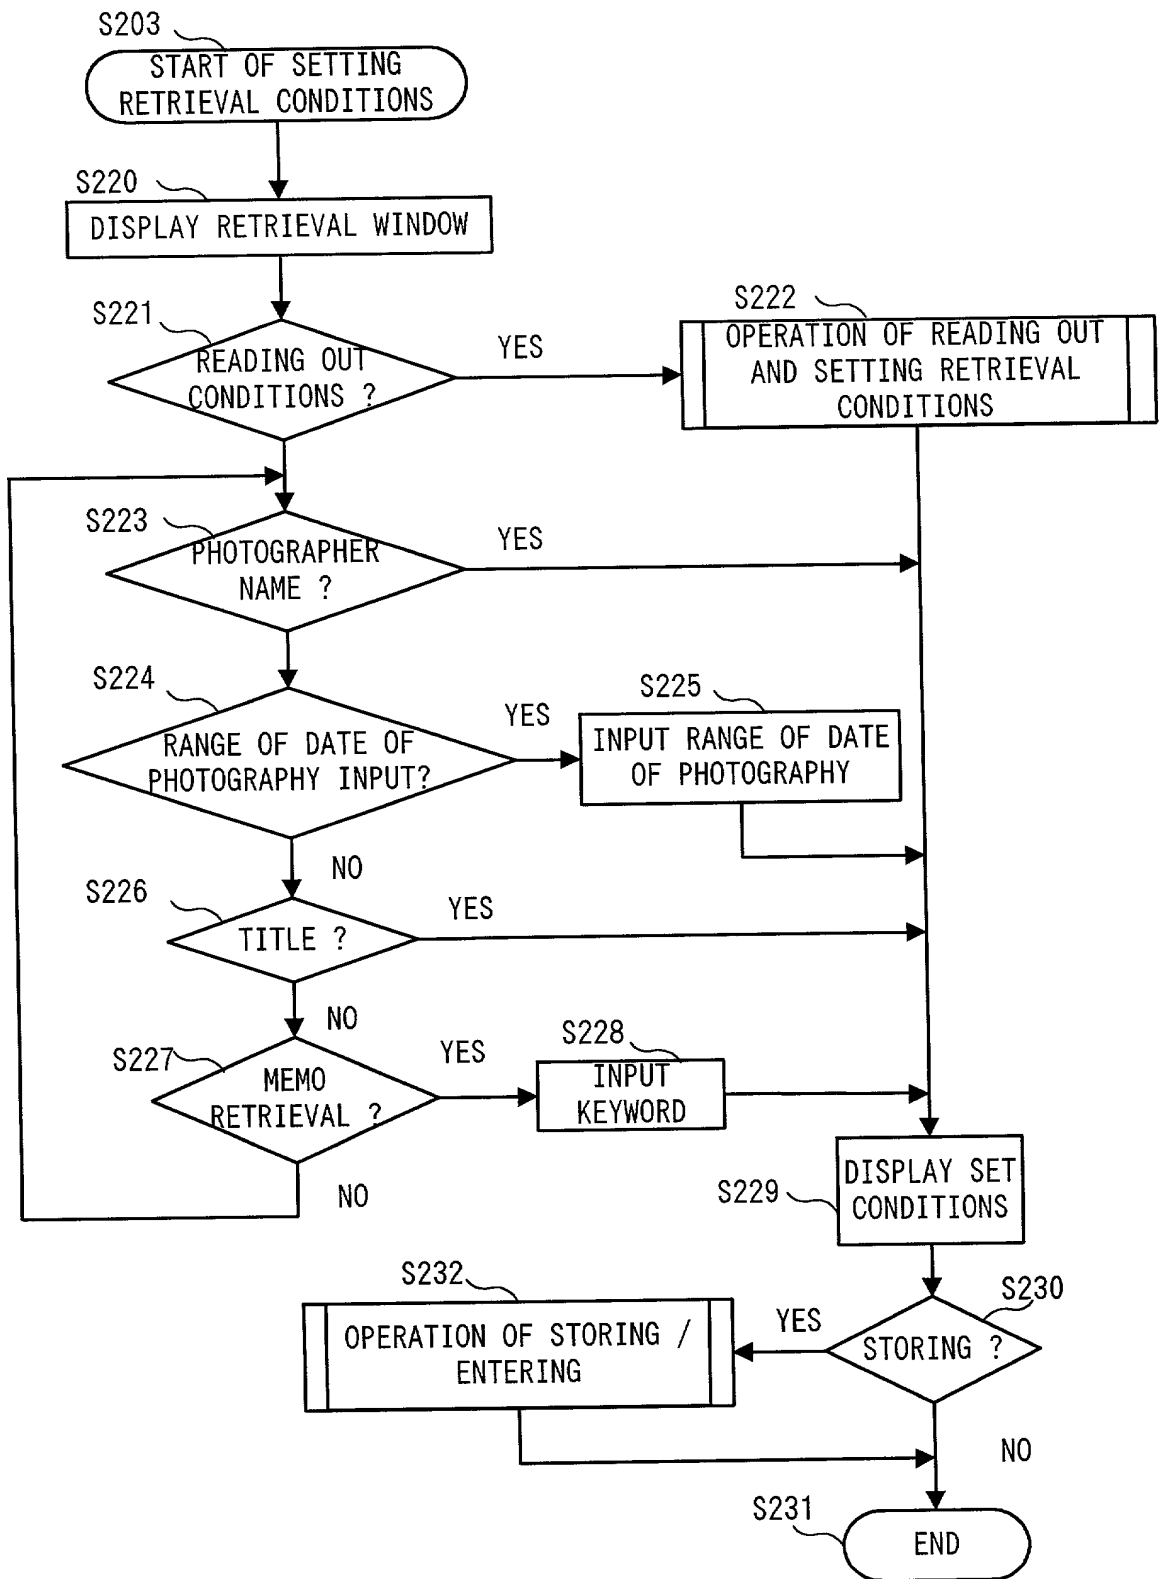 S203
START OF SETTING
RETRIEVAL CONDITIONS
S220
DISPLAY RETRIEVAL WINDOW
S221
READING OUT
CONDITIONS ?
YES
S222
OPERATION OF READING OUT
AND SETTING RETRIEVAL
CONDITIONS
S223
PHOTOGRAPHER
NAME ?
YES
S224
RANGE OF DATE OF
PHOTOGRAPHY INPUT?
YES
S225
INPUT RANGE OF DATE
OF PHOTOGRAPHY
NO
S226
TITLE ?
YES
NO
S227
MEMO
RETRIEVAL ?
YES
S228
INPUT
KEYWORD
NO
S229
DISPLAY SET
CONDITIONS
S230
STORING ?
YES
S232
OPERATION OF STORING /
ENTERING
NO
S231
END